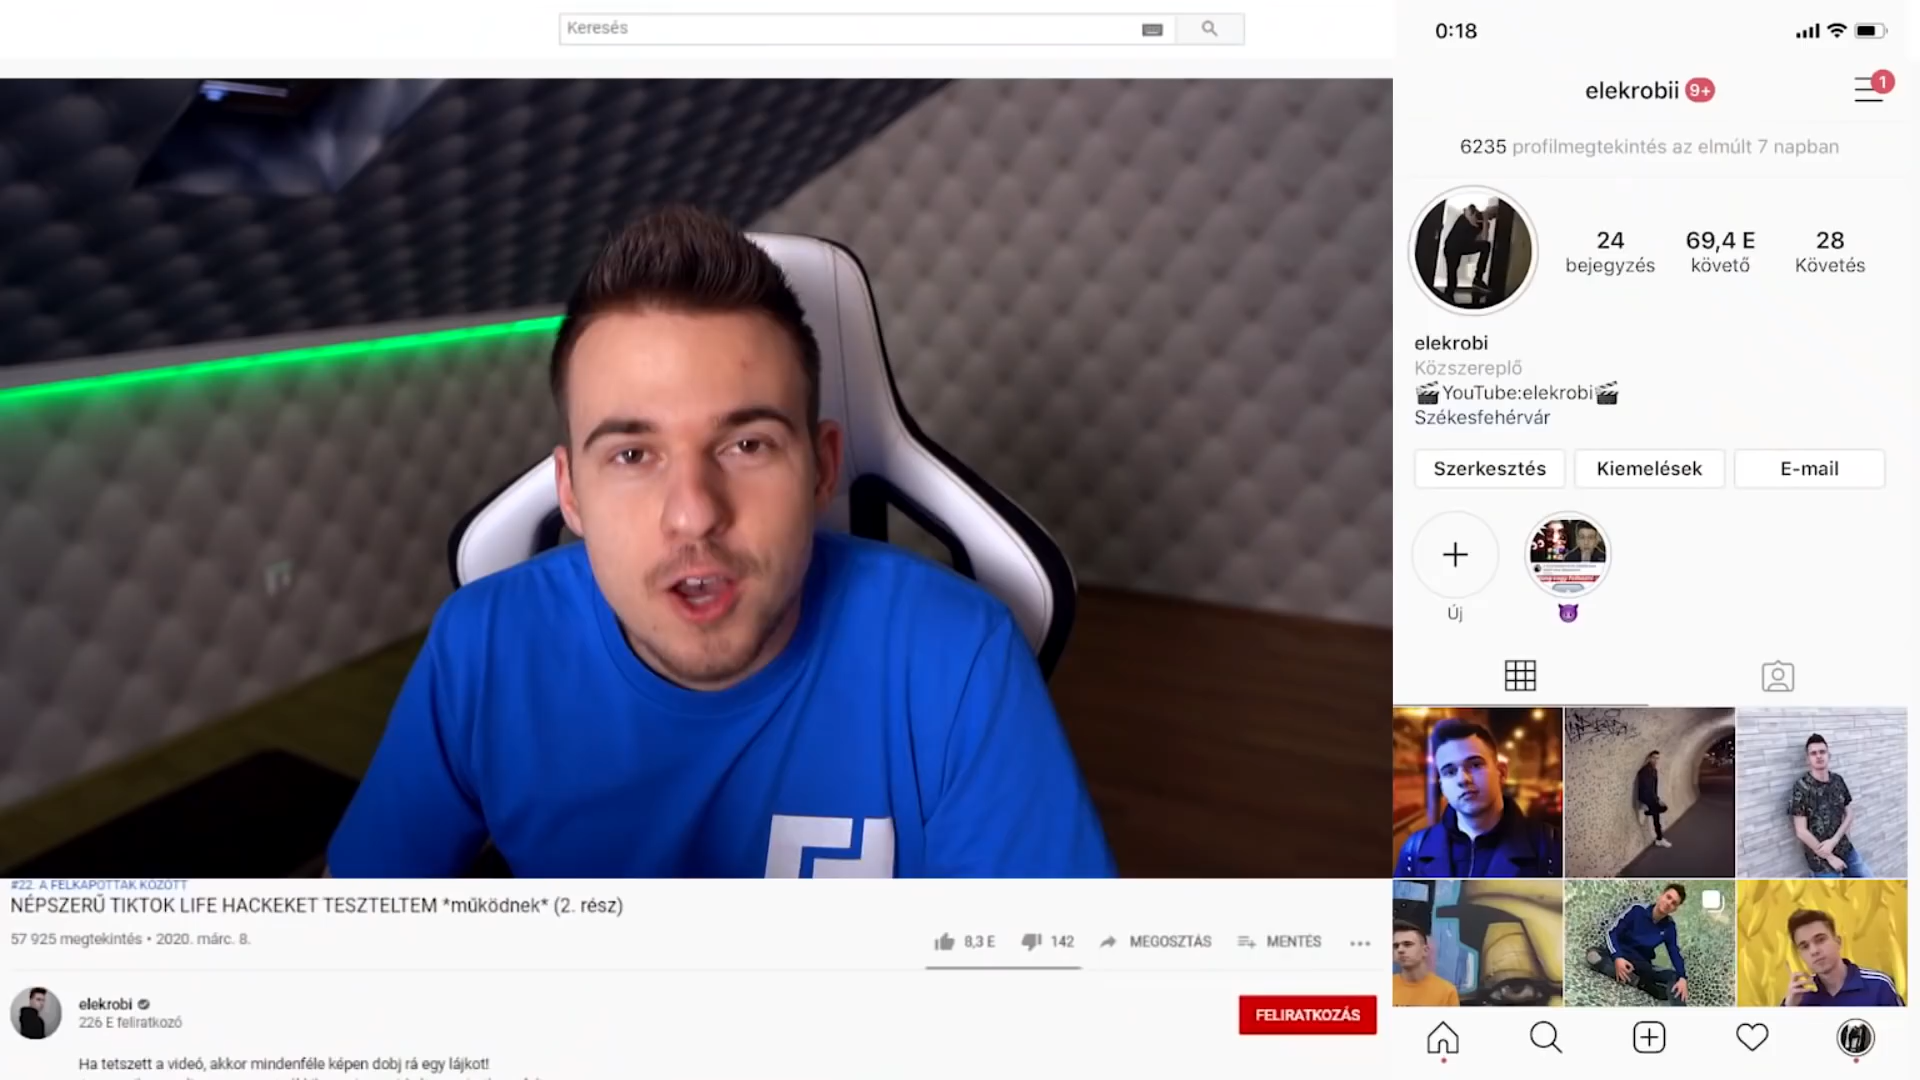 Keresés
#22. A FELKAPOTTAK KÖZÖTT
NÉPSZERŰ TIKTOK LIFE HACKEKET TESZTELTEM *működnek* (2. rész)
57 925 megtekintés • 2020. márc. 8.
8,3 E
142
MEGOSZTÁS
MENTÉS
elekrobi
226 E feliratkozó
FELIRATKOZÁS
Ha tetszett a videó, akkor mindenféle képen dobj rá egy lájkot!
0:18
elekrobii 9+
1
6235 profilmegtekintés az elmúlt 7 napban
24 69,4 E 28
bejegyzés követő Követés
elekrobi
Közszereplő
🎬YouTube:elekrobi🎬
Székesfehérvár
Szerkesztés Kiemelések E-mail
Új 😈